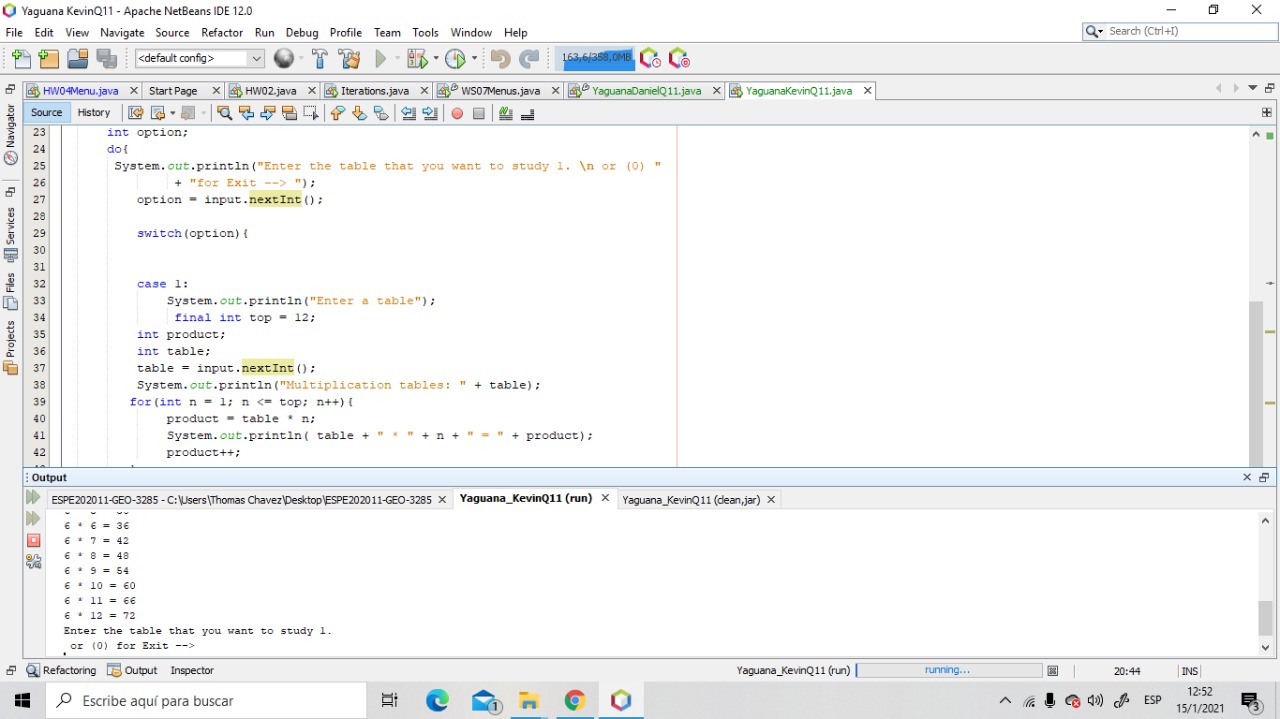 Yaguana KevinQ11 - Apache NetBeans IDE 12.0
File Edit View Navigate Source Refactor Run Debug Profile Team Tools Window Help
Search (Ctrl+I)
<default config>
163,6/358,0MB
HW04Menu.java
Start Page
HW02.java
Iterations.java
WS07Menus.java
YaguanaDanielQ11.java
YaguanaKevinQ11.java
Source History
Navigator
Services
Files
Projects
23 int option;
24 do{
25 System.out.println("Enter the table that you want to study 1. \n or (0) "
26 + "for Exit --> ");
27 option = input.nextInt();
28
29 switch(option){
30
31
32 case 1:
33 System.out.println("Enter a table");
34 final int top = 12;
35 int product;
36 int table;
37 table = input.nextInt();
38 System.out.println("Multiplication tables: " + table);
39 for(int n = 1; n <= top; n++){
40 product = table * n;
41 System.out.println( table + " * " + n + " = " + product);
42 product++;
Output
ESPE202011-GEO-3285 - C:\Users\Thomas Chavez\Desktop\ESPE202011-GEO-3285
Yaguana_KevinQ11 (run)
Yaguana_KevinQ11 (clean,jar)
6 * 6 = 36
6 * 7 = 42
6 * 8 = 48
6 * 9 = 54
6 * 10 = 60
6 * 11 = 66
6 * 12 = 72
Enter the table that you want to study 1.
or (0) for Exit -->
Refactoring Output Inspector
Yaguana_KevinQ11 (run)
running...
20:44
INS
Escribe aquí para buscar
1
ESP
12:52
15/1/2021
3